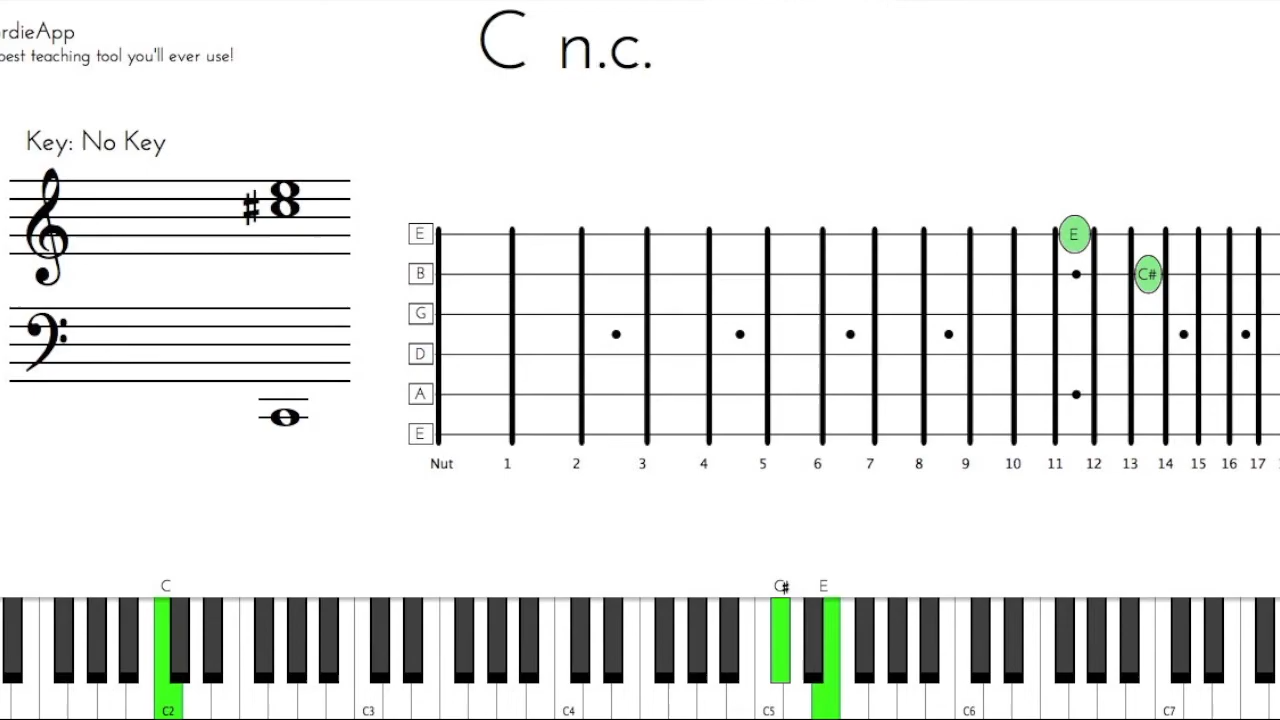 rdieApp
best teaching tool you'll ever use!
C n.c.
Key: No Key
E
B
G
D
A
E
E
C#
Nut 1 2 3 4 5 6 7 8 9 10 11 12 13 14 15 16 17
C C# E
C2 C3 C4 C5 C6 C7